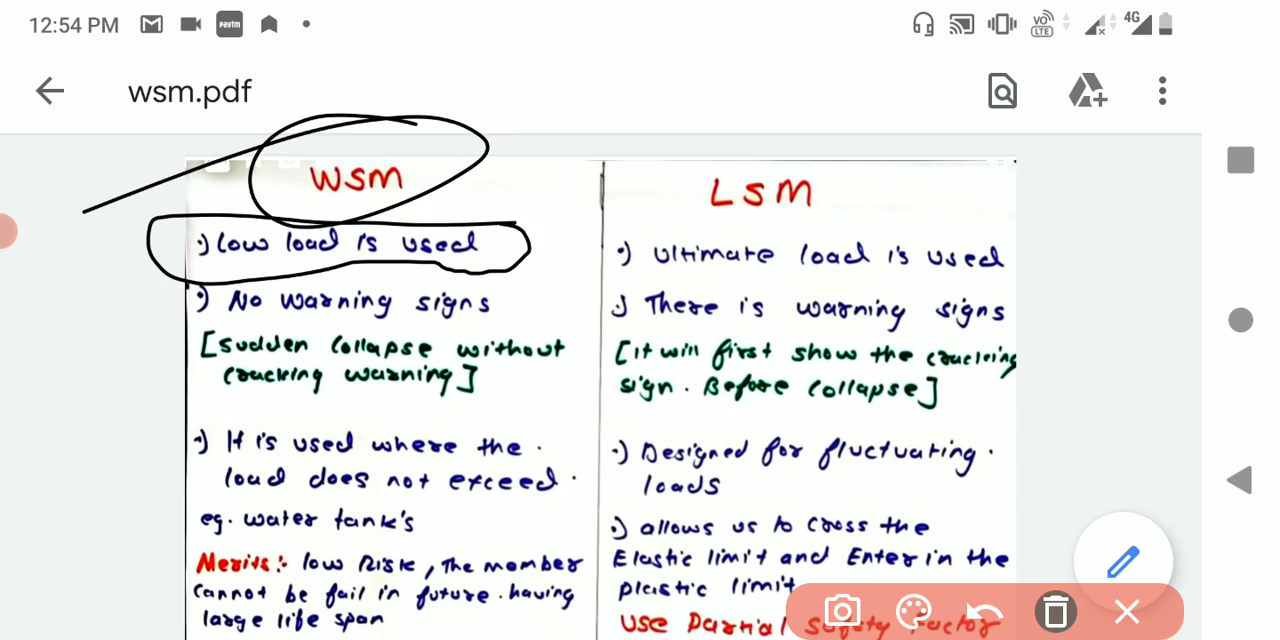 12:54 PM
Paytm
VO
LTE
4G
wsm.pdf
WSM
·) Low load is used
·) No warning signs
[Sudden collapse without
cracking warning]
·) It is used where the
load does not exceed.
eg. water tank's
Merits:- low Risk, The member
cannot be fail in future. having
large life span
LSM
·) Ultimate load is used
·) There is warning signs
[it will first show the cracking
sign. Before collapse]
·) Designed for fluctuating.
loads
·) allows us to cross the
Elastic limit and Enter in the
plastic limit
Use Partial Safety factor